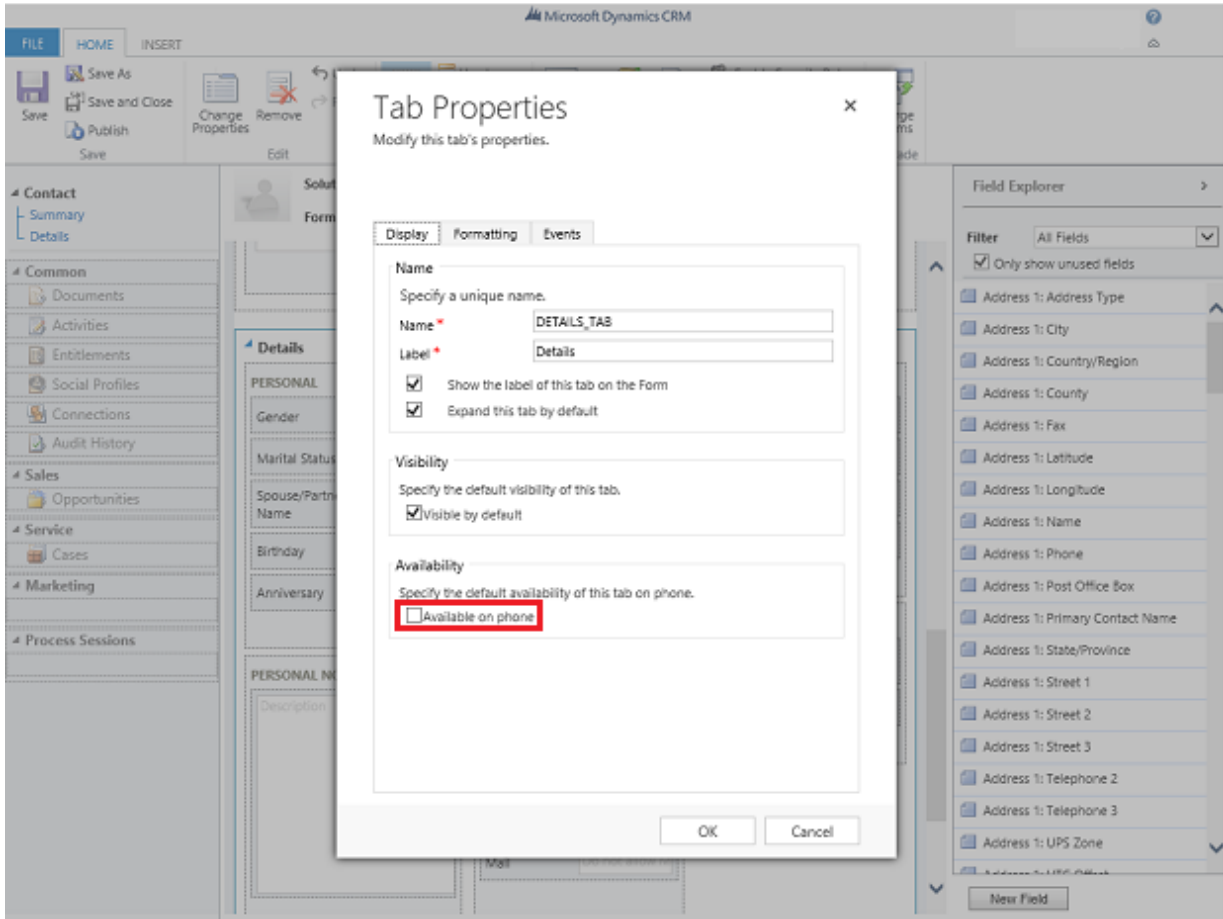 Microsoft Dynamics CRM
FILE HOME INSERT
Save
Save As
Save and Close
Publish
Save
Change Properties
Remove
Edit
Contact
Summary
Details
Common
Documents
Activities
Entitlements
Social Profiles
Connections
Audit History
Sales
Opportunities
Service
Cases
Marketing
Process Sessions
Details
PERSONAL
Gender
Marital Status
Name
Birthday
Anniversary
PERSONAL
Description
Mail
Tab Properties
Modify this tab's properties.
Display Formatting Events
Name
Specify a unique name.
Name * DETAILS_TAB
Label * Details
Show the label of this tab on the Form
Expand this tab by default
Visibility
Specify the default visibility of this tab.
Visible by default
Availability
Specify the default availability of this tab on phone.
Available on phone
OK Cancel
Field Explorer
Filter All Fields
Only show unused fields
Address 1: Address Type
Address 1: City
Address 1: Country/Region
Address 1: County
Address 1: Fax
Address 1: Latitude
Address 1: Longitude
Address 1: Name
Address 1: Phone
Address 1: Post Office Box
Address 1: Primary Contact Name
Address 1: State/Province
Address 1: Street 1
Address 1: Street 2
Address 1: Street 3
Address 1: Telephone 2
Address 1: Telephone 3
Address 1: UPS Zone
New Field